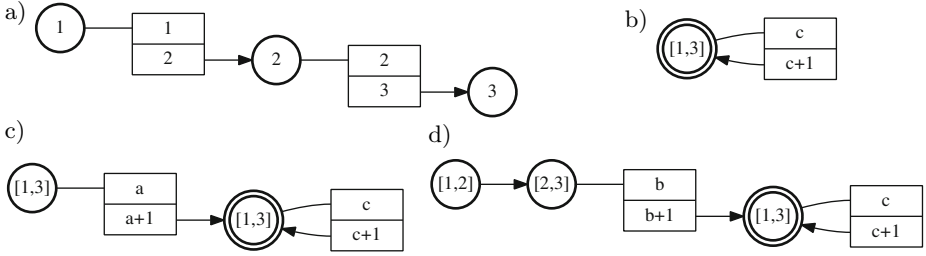 a)
1
1
2
2
2
3
3
b)
[1,3]
c
c+1
c)
[1,3]
a
a+1
[1,3]
c
c+1
d)
[1,2]
[2,3]
b
b+1
[1,3]
c
c+1